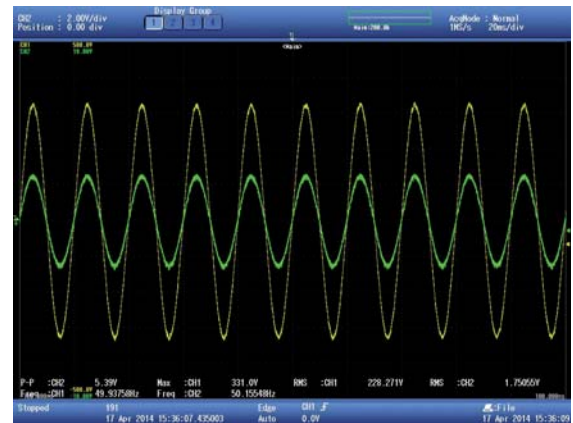 CH2 : 2.00V/div
Position : 0.00 div
Display Group
1 2 3 4
AcqMode : Normal
1MS/s 20ms/div
CH1 500.0V
CH2 10.00V
<Main>
P-P :CH2 5.39V Max :CH1 331.0V RMS :CH1 228.271V RMS :CH2 1.75055V
Freq :CH1 49.93758Hz Freq :CH2 50.15548Hz
-500.0V
Stopped 191 Edge CH1 File
17 Apr 2014 15:36:07.435003 Auto 0.0V 17 Apr 2014 15:36:09